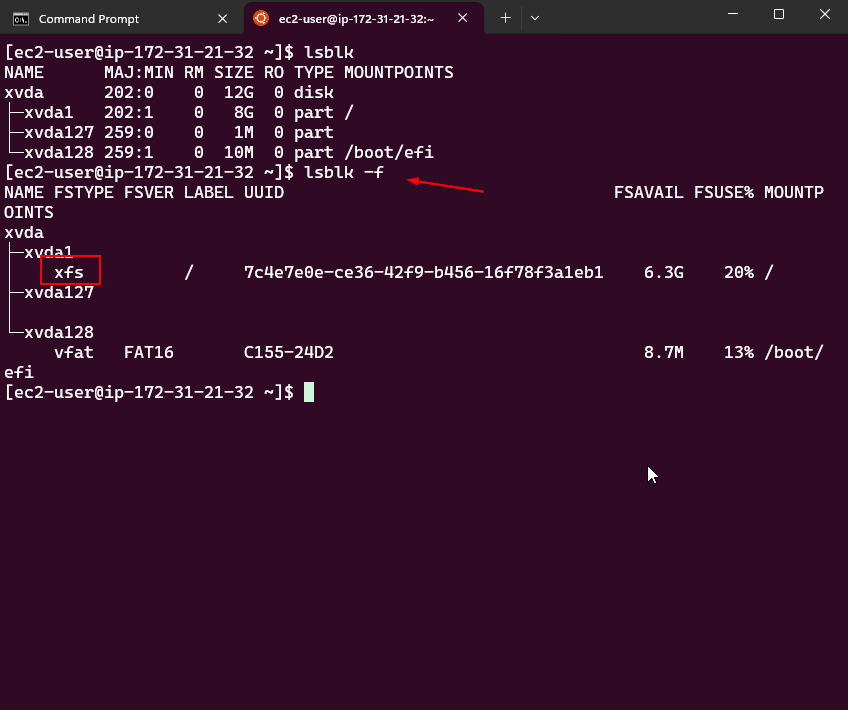 Command Prompt
ec2-user@ip-172-31-21-32:~
[ec2-user@ip-172-31-21-32 ~]$ lsblk
NAME      MAJ:MIN RM SIZE RO TYPE MOUNTPOINTS
xvda      202:0    0  12G  0 disk
├─xvda1   202:1    0   8G  0 part /
├─xvda127 259:0    0   1M  0 part
└─xvda128 259:1    0  10M  0 part /boot/efi
[ec2-user@ip-172-31-21-32 ~]$ lsblk -f
NAME FSTYPE FSVER LABEL UUID                                 FSAVAIL FSUSE% MOUNTP
OINTS
xvda
├─xvda1
     xfs          /     7c4e7e0e-ce36-42f9-b456-16f78f3a1eb1    6.3G    20% /
├─xvda127
└─xvda128
     vfat   FAT16       C155-24D2                               8.7M    13% /boot/
efi
[ec2-user@ip-172-31-21-32 ~]$